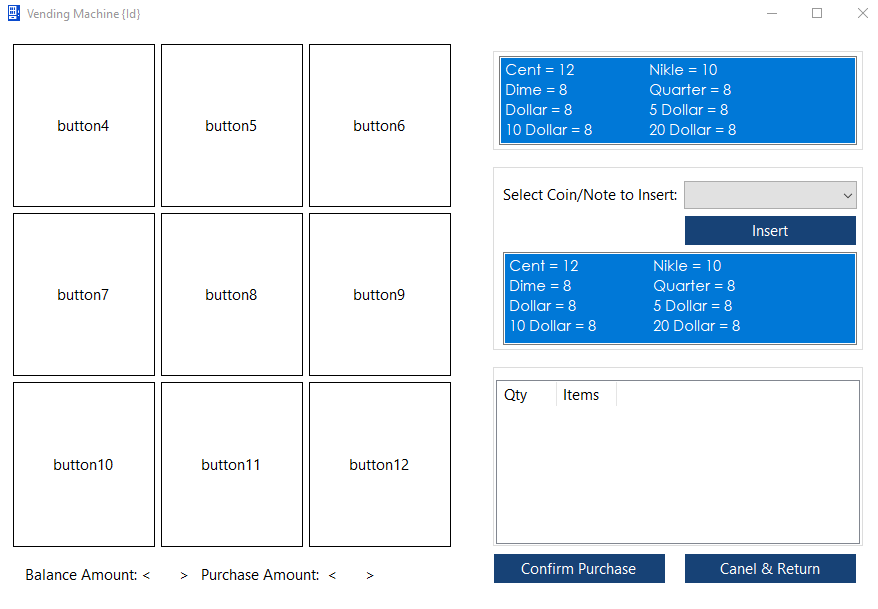 Vending Machine {Id}
button4 button5 button6
button7 button8 button9
button10 button11 button12
Balance Amount: < > Purchase Amount: < >
Cent = 12 Nikle = 10
Dime = 8 Quarter = 8
Dollar = 8 5 Dollar = 8
10 Dollar = 8 20 Dollar = 8
Select Coin/Note to Insert:
Insert
Cent = 12 Nikle = 10
Dime = 8 Quarter = 8
Dollar = 8 5 Dollar = 8
10 Dollar = 8 20 Dollar = 8
Qty Items
Confirm Purchase Canel & Return